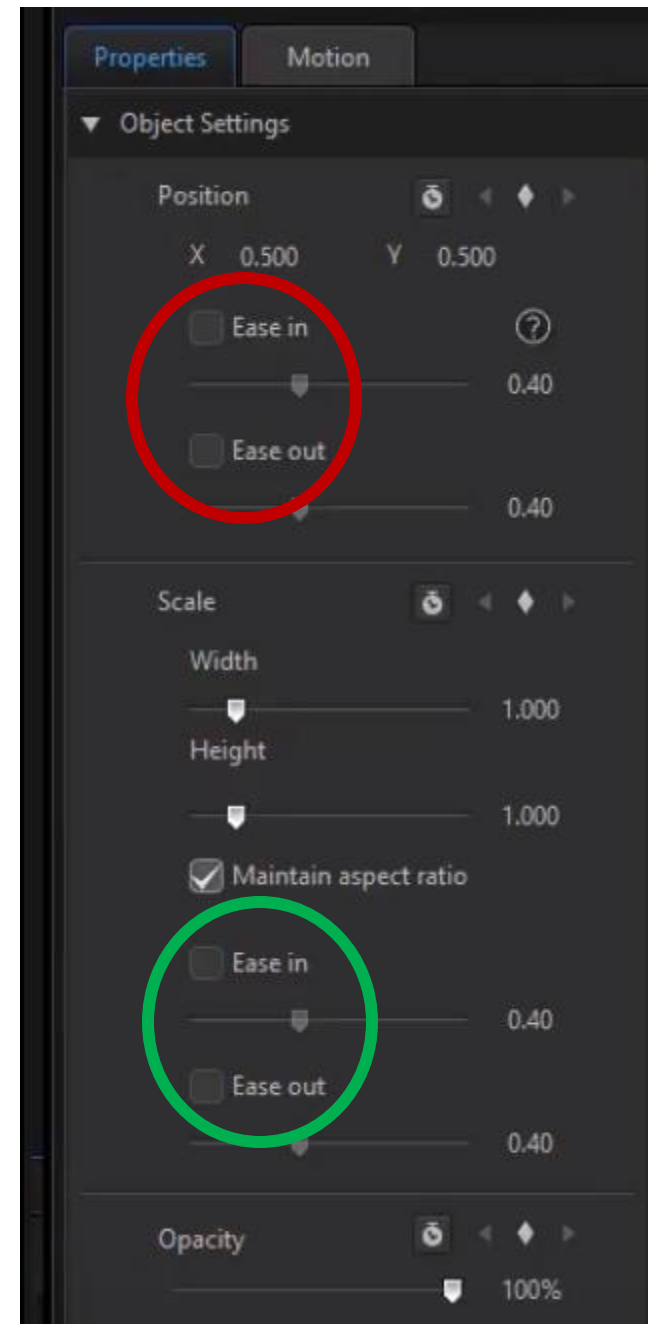 Properties Motion
Object Settings
Position
X 0.500 Y 0.500
Ease in ?
0.40
Ease out
0.40
Scale
Width
1.000
Height
1.000
Maintain aspect ratio
Ease in
0.40
Ease out
0.40
Opacity
100%